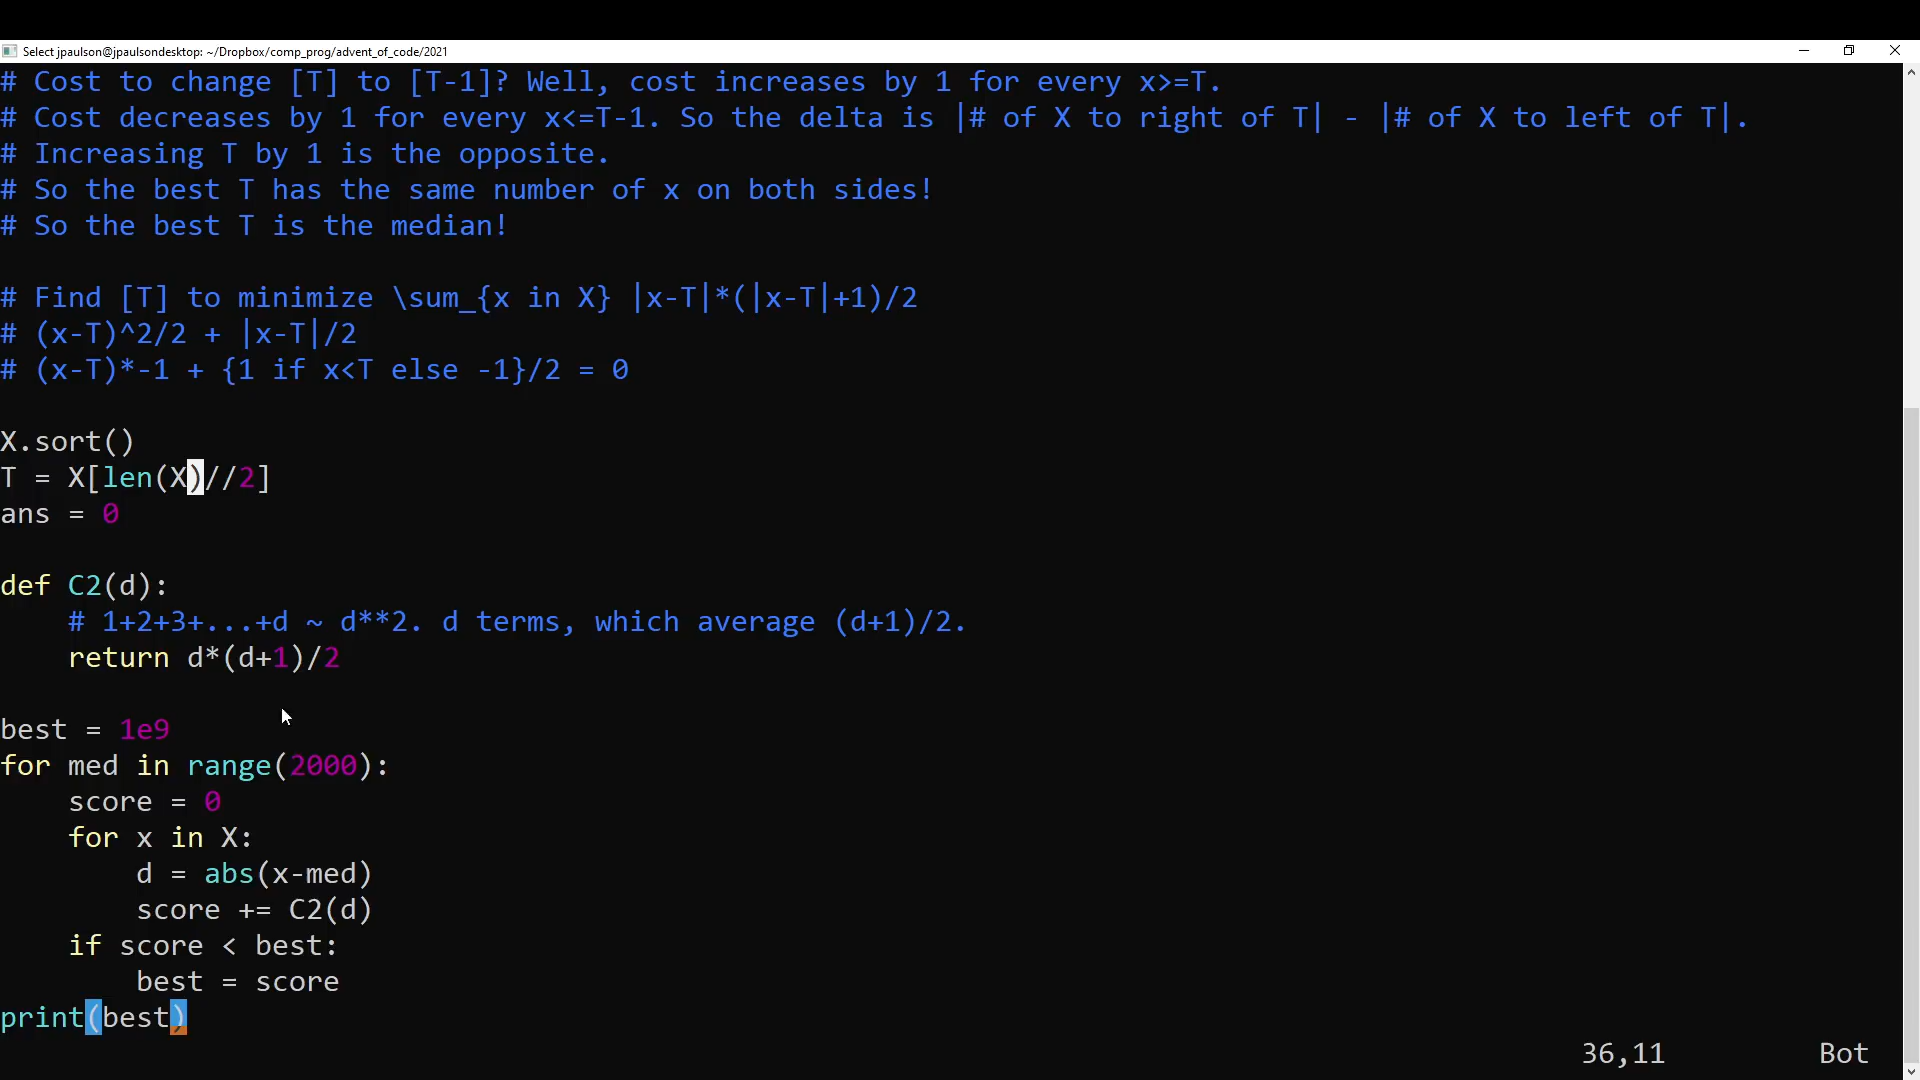 Select jpaulson@jpaulsondesktop: ~/Dropbox/comp_prog/advent_of_code/2021
# Cost to change [T] to [T-1]? Well, cost increases by 1 for every x>=T.
# Cost decreases by 1 for every x<=T-1. So the delta is |# of X to right of T| - |# of X to left of T|.
# Increasing T by 1 is the opposite.
# So the best T has the same number of x on both sides!
# So the best T is the median!

# Find [T] to minimize \sum_{x in X} |x-T|*(|x-T|+1)/2
# (x-T)^2/2 + |x-T|/2
# (x-T)*-1 + {1 if x<T else -1}/2 = 0

X.sort()
T = X[len(X)//2]
ans = 0

def C2(d):
    # 1+2+3+...+d ~ d**2. d terms, which average (d+1)/2.
    return d*(d+1)/2

best = 1e9
for med in range(2000):
    score = 0
    for x in X:
        d = abs(x-med)
        score += C2(d)
    if score < best:
        best = score
print(best)
36,11 Bot